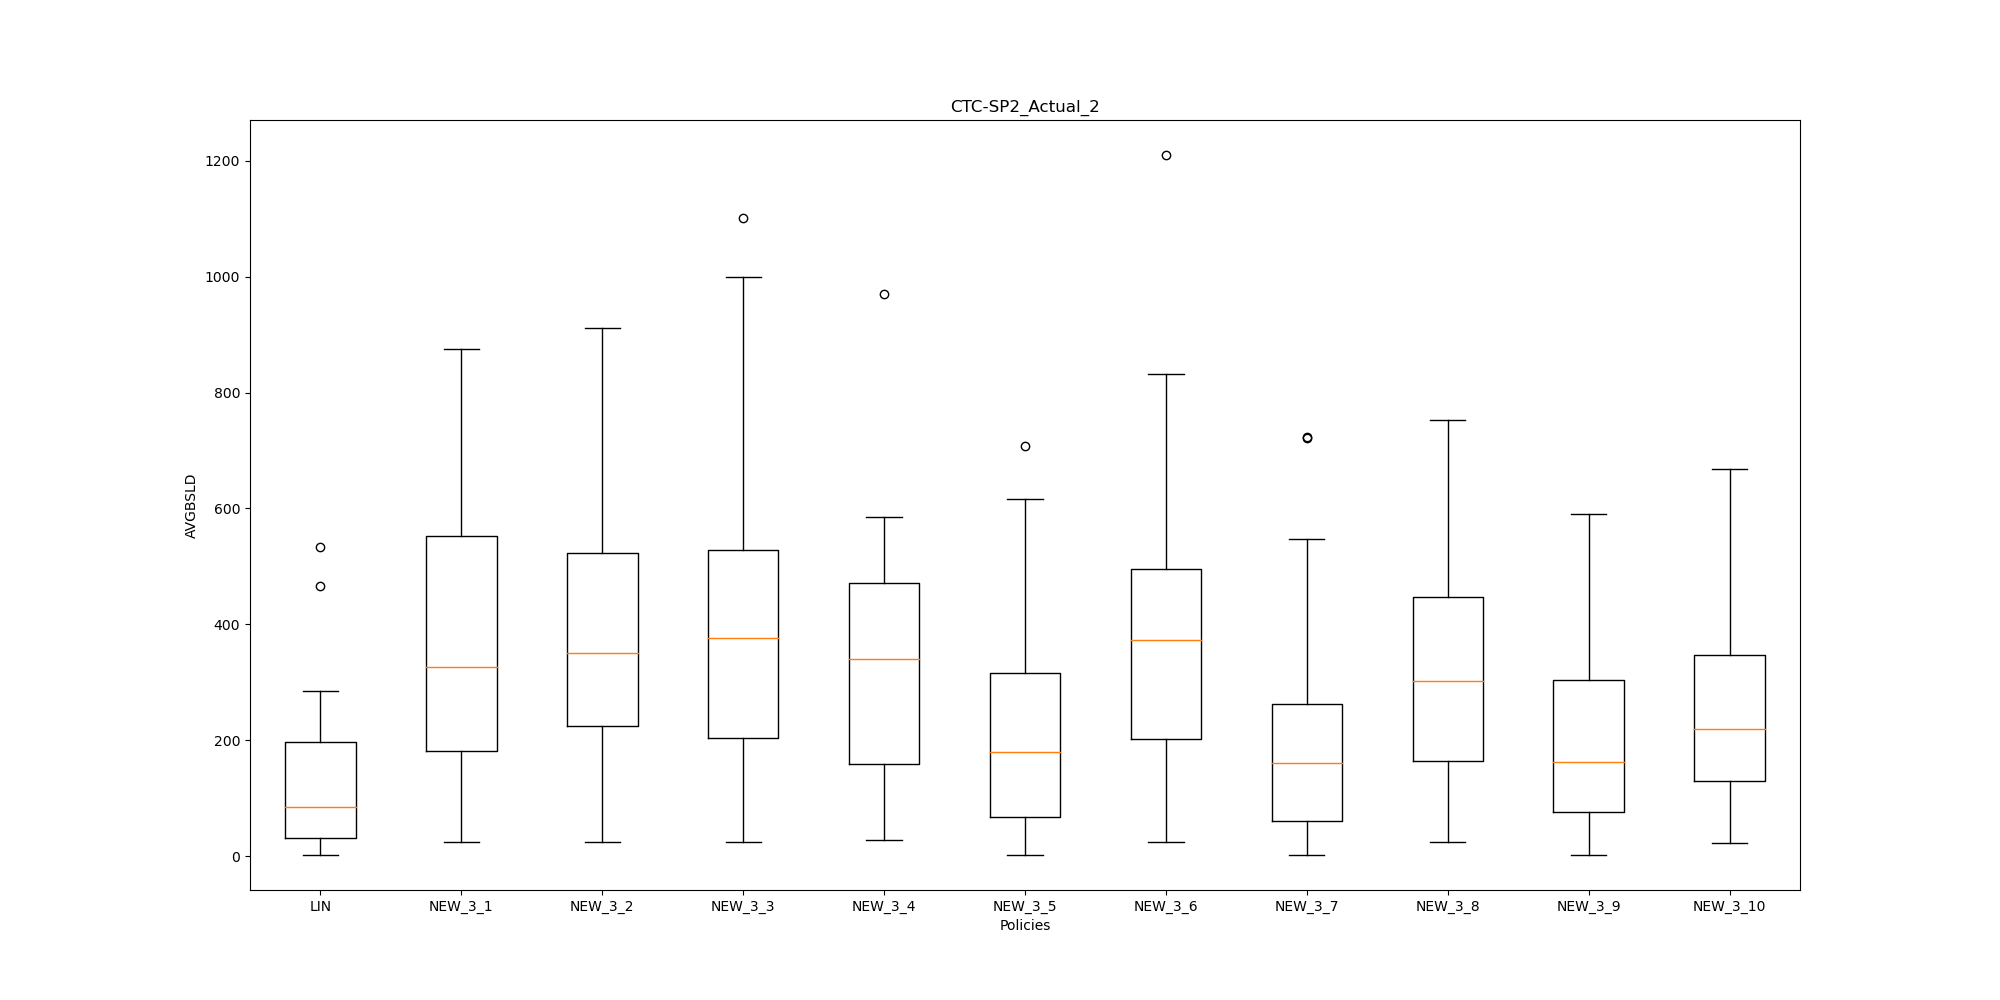 CTC-SP2_Actual_2
1200
1000
800
600
400
200
0
AVGBSLD
LIN NEW_3_1 NEW_3_2 NEW_3_3 NEW_3_4 NEW_3_5 NEW_3_6 NEW_3_7 NEW_3_8 NEW_3_9 NEW_3_10
Policies